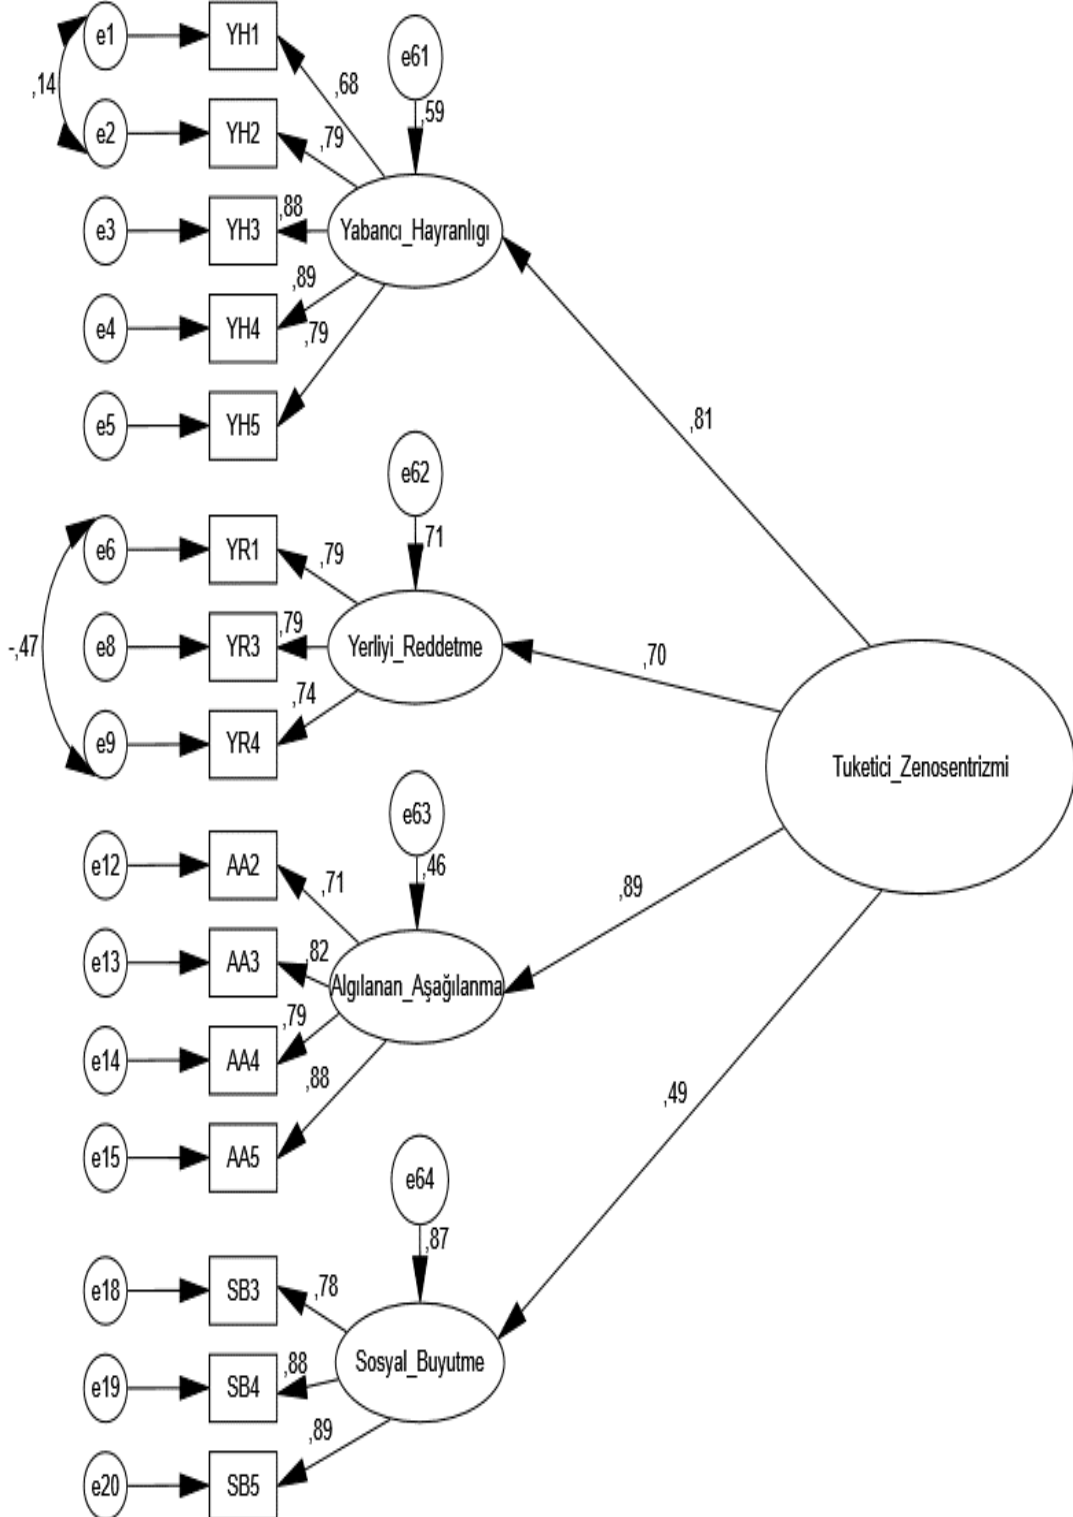 e1 YH1
e61
,14
,68
,59
e2 YH2
,79
e3 YH3
,88
Yabancı_Hayranlıgı
,89
e4 YH4
,79
e5 YH5
,81
e62
e6 YR1
,71
,79
-,47
e8 YR3
,79
Yerliyi_Reddetme
,70
,74
e9 YR4
Tuketici_Zenosentrizmi
e63
e12 AA2
,46
,71
,89
e13 AA3
,82
Algılanan_Aşağılanma
,79
e14 AA4
,88
,49
e15 AA5
e64
,87
e18 SB3
,78
Sosyal_Buyutme
e19 SB4
,88
,89
e20 SB5